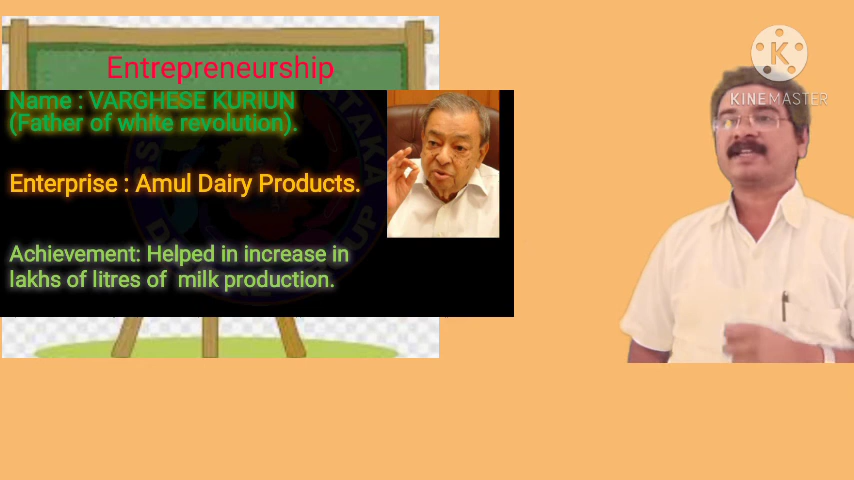 Entrepreneurship
Name : VARGHESE KURIUN
(Father of white revolution).
Enterprise : Amul Dairy Products.
Achievement: Helped in increase in
lakhs of litres of milk production.
KINEMASTER